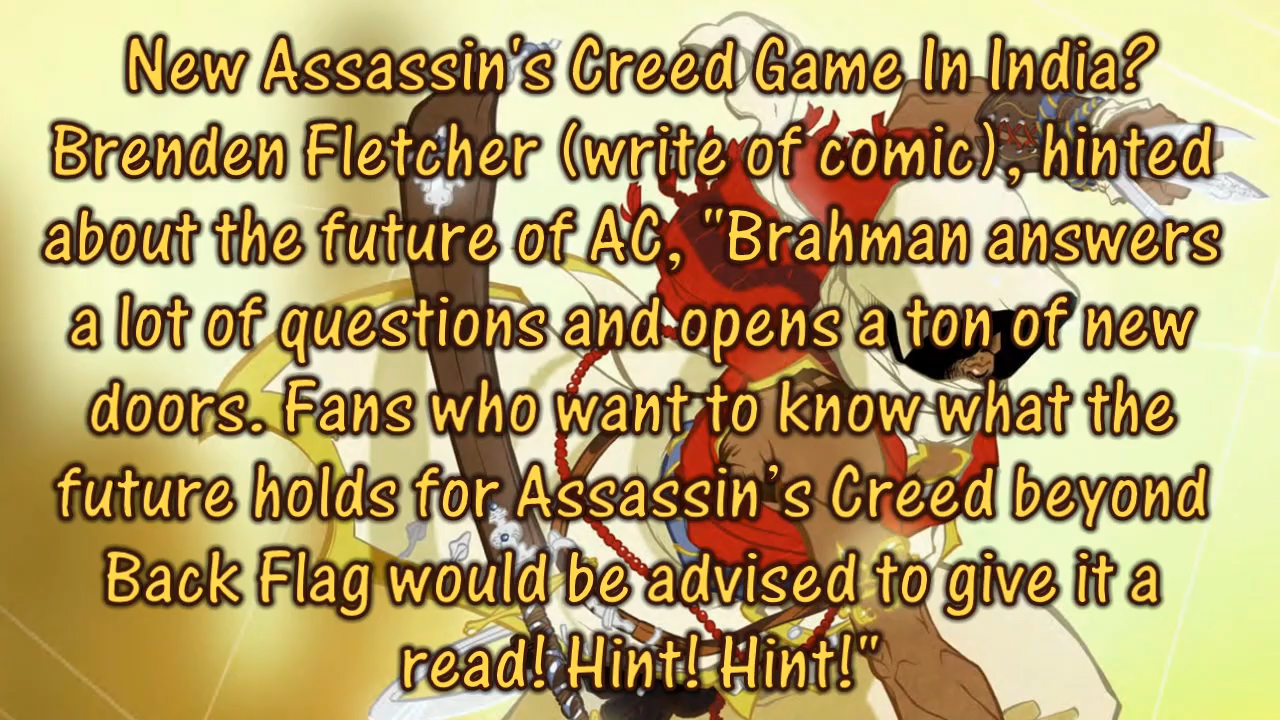 New Assassin's Creed Game In India?
Brenden Fletcher (write of comic), hinted
about the future of AC, "Brahman answers
a lot of questions and opens a ton of new
doors. Fans who want to know what the
future holds for Assassin’s Creed beyond
Back Flag would be advised to give it a
read! Hint! Hint!"